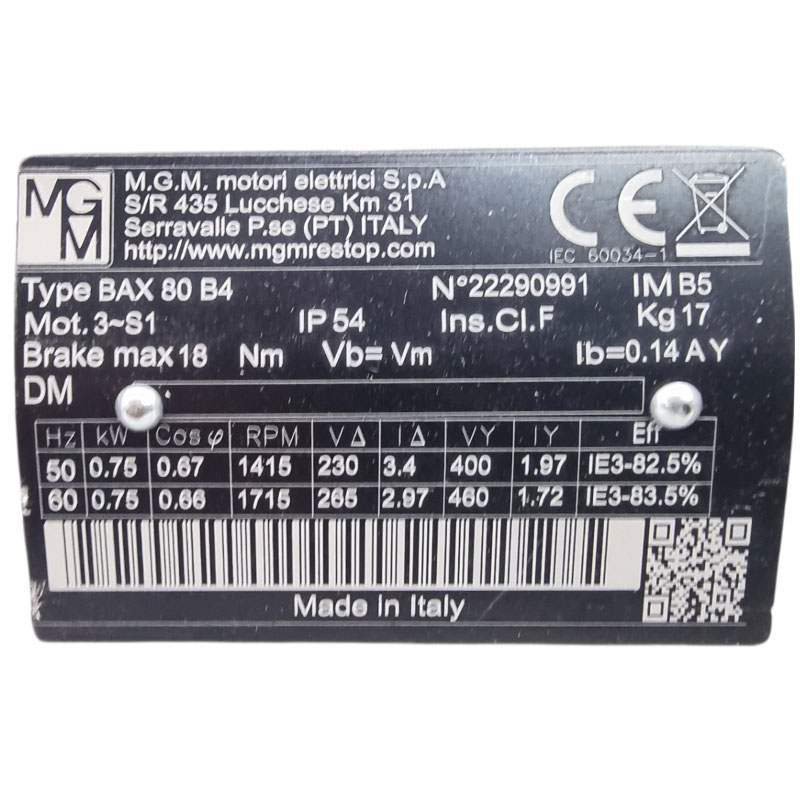 MGM
M.G.M. motori elettrici S.p.A
S/R 435 Lucchese Km 31
Serravalle P.se (PT) ITALY
http://www.mgmrestop.com
CE
IEC 60034-1
Type BAX 80 B4 N°22290991 IM B5
Mot. 3~S1 IP 54 Ins.Cl.F Kg 17
Brake max 18 Nm Vb= Vm Ib=0.14 A Y
DM
Hz kW Cos φ RPM V Δ I Δ V Y I Y Eff
50 0.75 0.67 1415 230 3.4 400 1.97 IE3-82.5%
60 0.75 0.66 1715 265 2.97 460 1.72 IE3-83.5%
Made in Italy